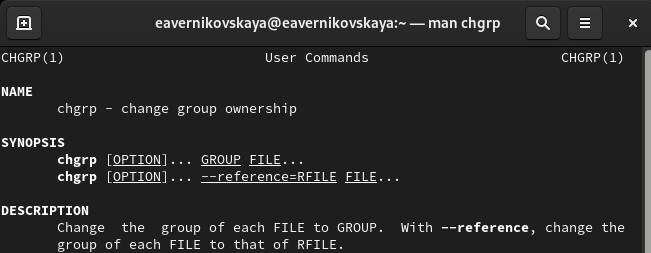 eavernikovskaya@eavernikovskaya:~ — man chgrp
CHGRP(1) User Commands CHGRP(1)
NAME
chgrp - change group ownership
SYNOPSIS
chgrp [OPTION]... GROUP FILE...
chgrp [OPTION]... --reference=RFILE FILE...
DESCRIPTION
Change the group of each FILE to GROUP. With --reference, change the
group of each FILE to that of RFILE.